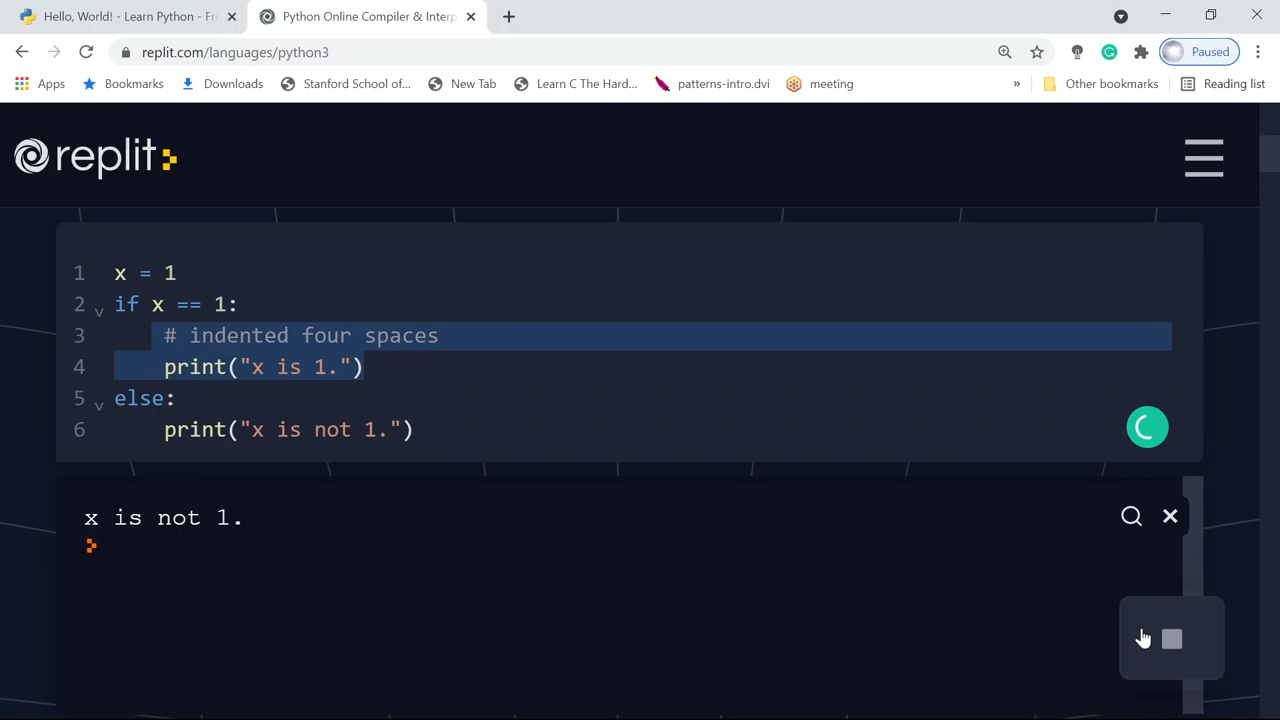 Hello, World! - Learn Python - Fr
Python Online Compiler & Interp
replit.com/languages/python3
Paused
Apps
Bookmarks
Downloads
Stanford School of...
New Tab
Learn C The Hard...
patterns-intro.dvi
meeting
»
Other bookmarks
Reading list
replit
1 x = 1
2 if x == 1:
3     # indented four spaces
4     print("x is 1.")
5 else:
6     print("x is not 1.")
x is not 1.